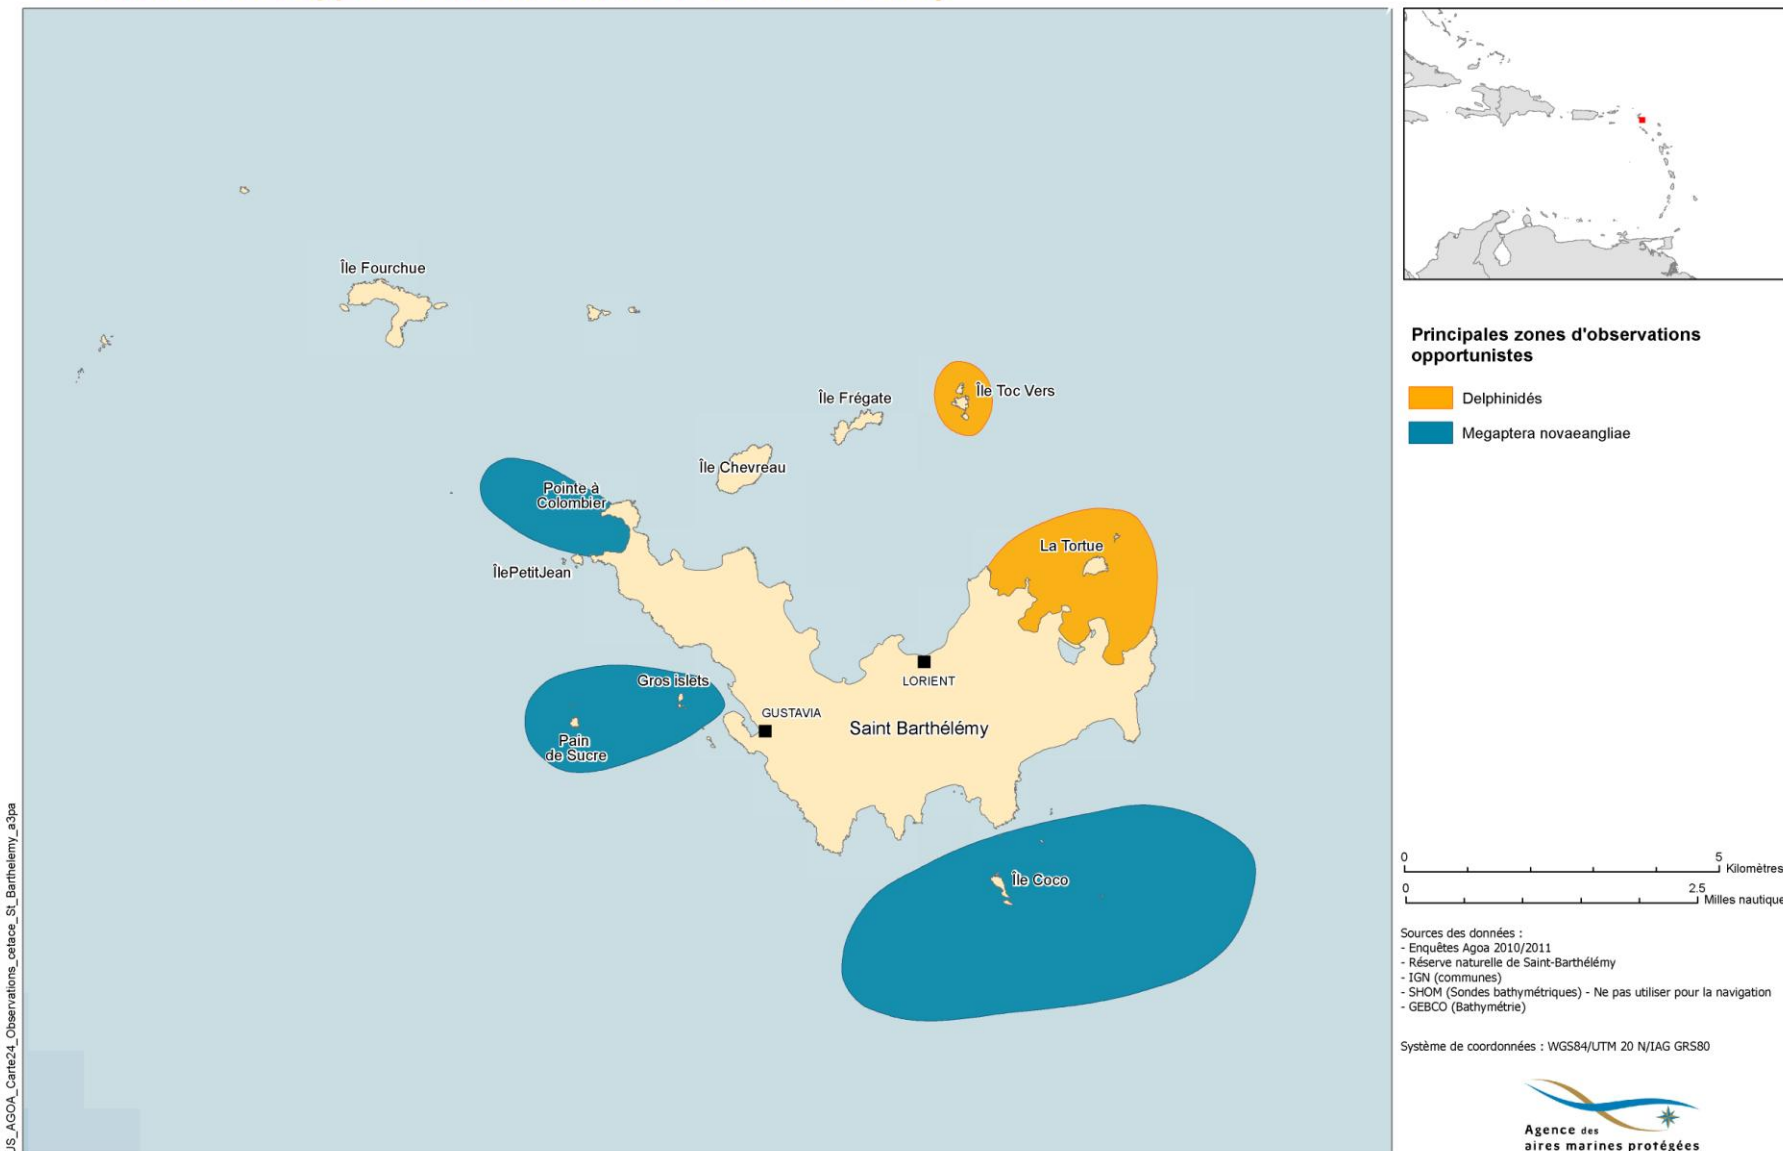 Île Fourchue
Île Toc Vers
Île Frégate
Île Chevreau
Pointe à
Colombier
La Tortue
ÎlePetitJean
LORIENT
Gros islets
GUSTAVIA
Saint Barthélémy
Pain
de Sucre
Île Coco
Principales zones d'observations
opportunistes
Delphinidés
Megaptera novaeangliae
0 5 Kilomètres
0 2.5 Milles nautique
Sources des données :
- Enquêtes Agoa 2010/2011
- Réserve naturelle de Saint-Barthélémy
- IGN (communes)
- SHOM (Sondes bathymétriques) - Ne pas utiliser pour la navigation
- GEBCO (Bathymétrie)
Système de coordonnées : WGS84/UTM 20 N/IAG GRS80
Agence des
aires marines protégées
US_AGOA_Carte24_Observations_cetace_St_Barthelemy_a3pa